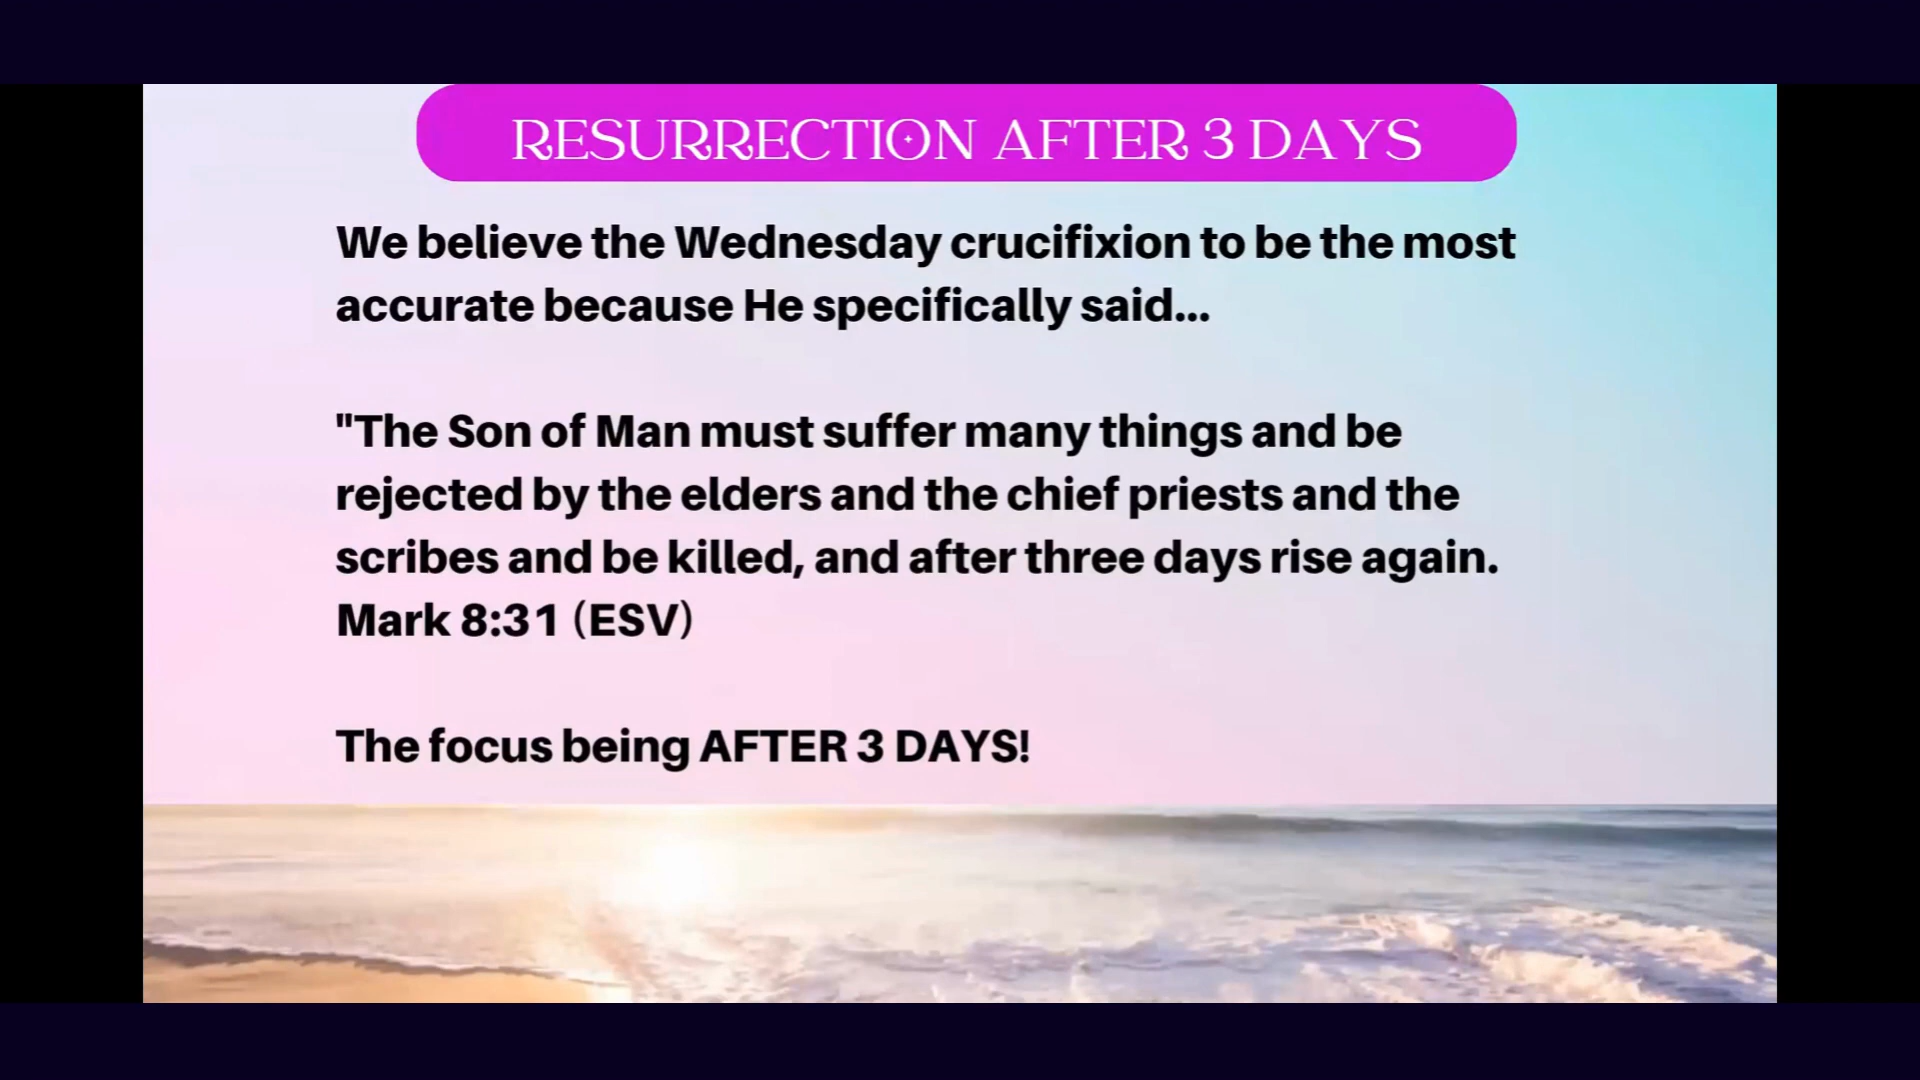 RESURRECTION AFTER 3 DAYS
We believe the Wednesday crucifixion to be the most
accurate because He specifically said...
"The Son of Man must suffer many things and be
rejected by the elders and the chief priests and the
scribes and be killed, and after three days rise again.
Mark 8:31 (ESV)
The focus being AFTER 3 DAYS!